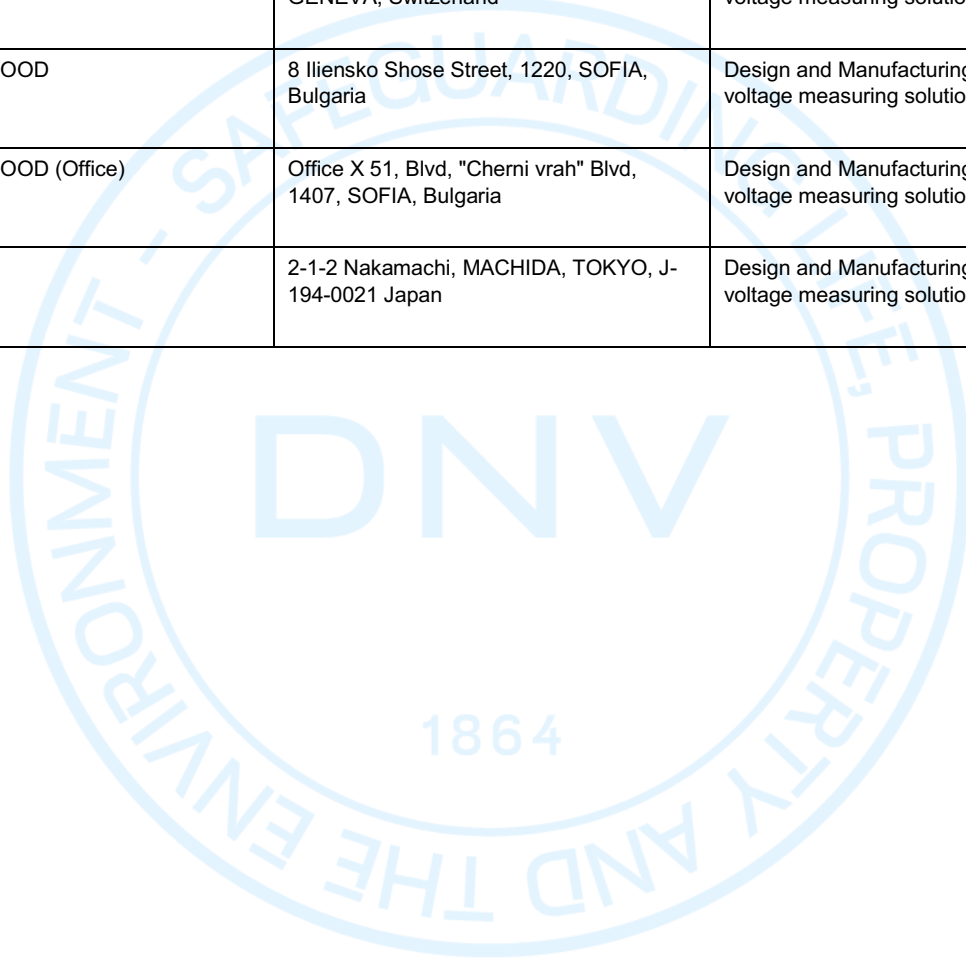 GENEVA, Switzerland
voltage measuring solutio
OOD
8 Iliensko Shose Street, 1220, SOFIA,
Bulgaria
Design and Manufacturing
voltage measuring solutio
OOD (Office)
Office X 51, Blvd, "Cherni vrah" Blvd,
1407, SOFIA, Bulgaria
Design and Manufacturing
voltage measuring solutio
2-1-2 Nakamachi, MACHIDA, TOKYO, J-
194-0021 Japan
Design and Manufacturing
voltage measuring solutio
SAFEGUARDING LIFE, PROPERTY AND THE ENVIRONMENT -
DNV
1864